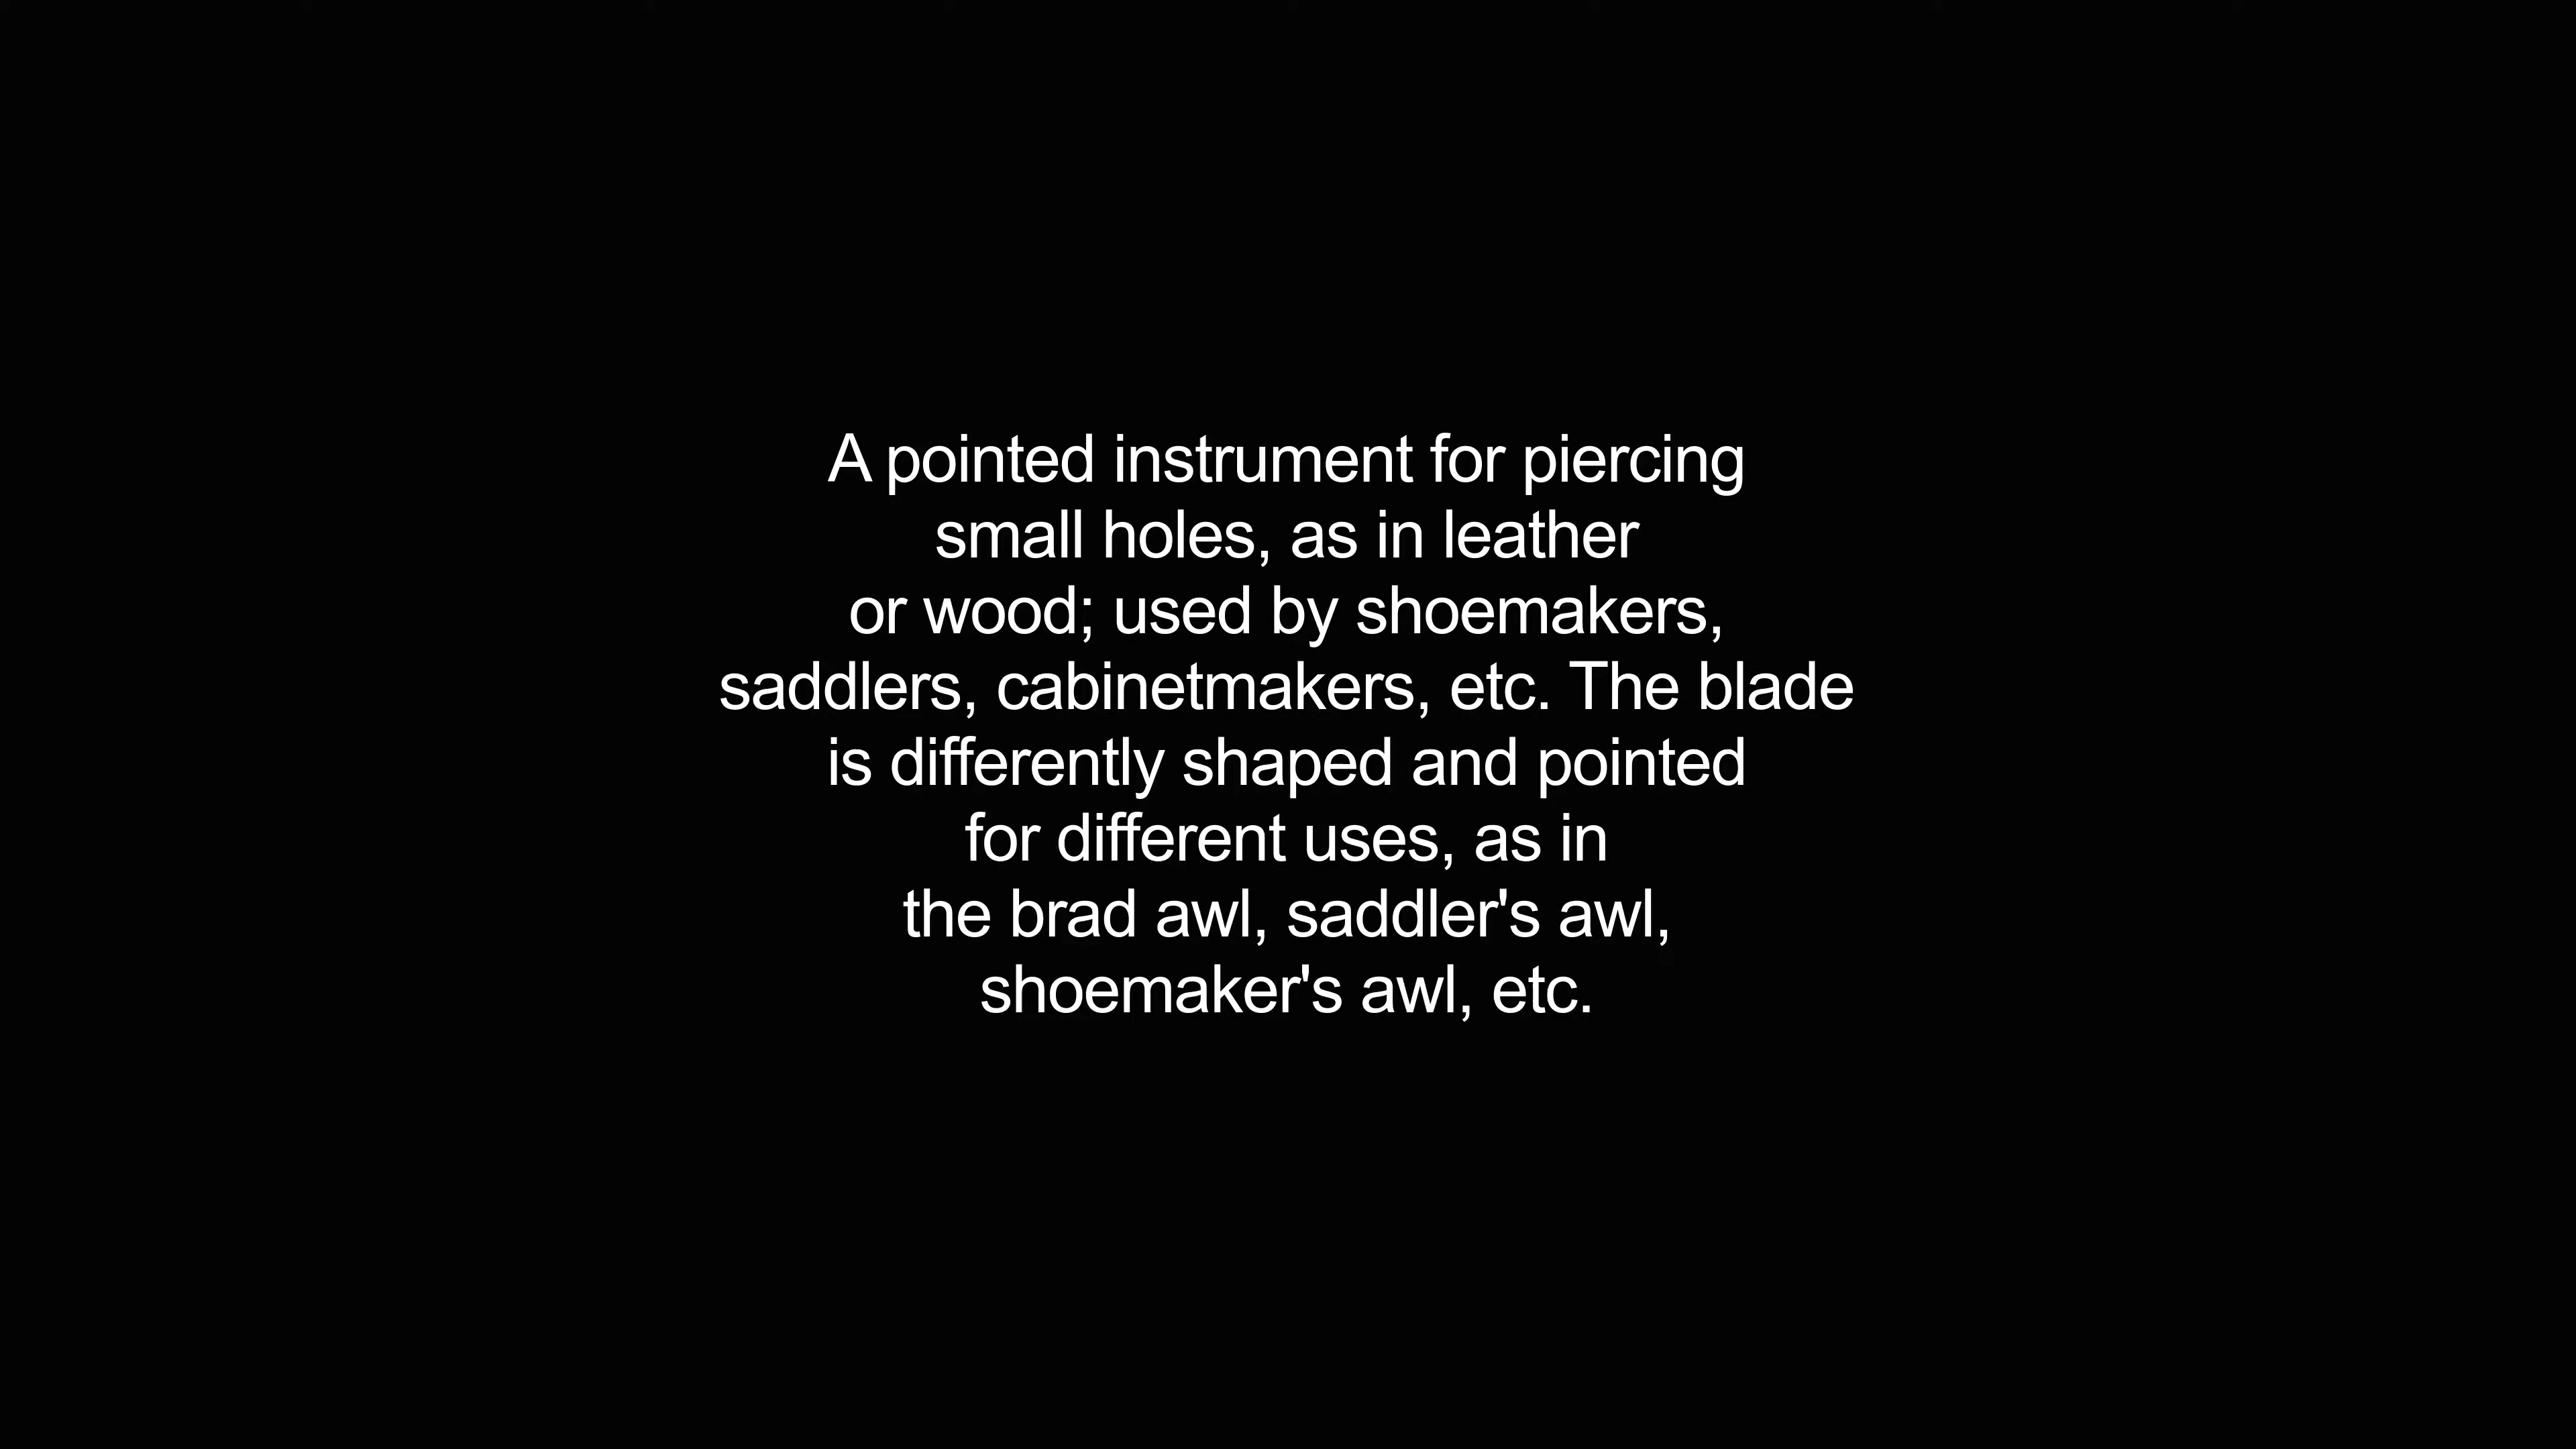 A pointed instrument for piercing
small holes, as in leather
or wood; used by shoemakers,
saddlers, cabinetmakers, etc. The blade
is differently shaped and pointed
for different uses, as in
the brad awl, saddler's awl,
shoemaker's awl, etc.